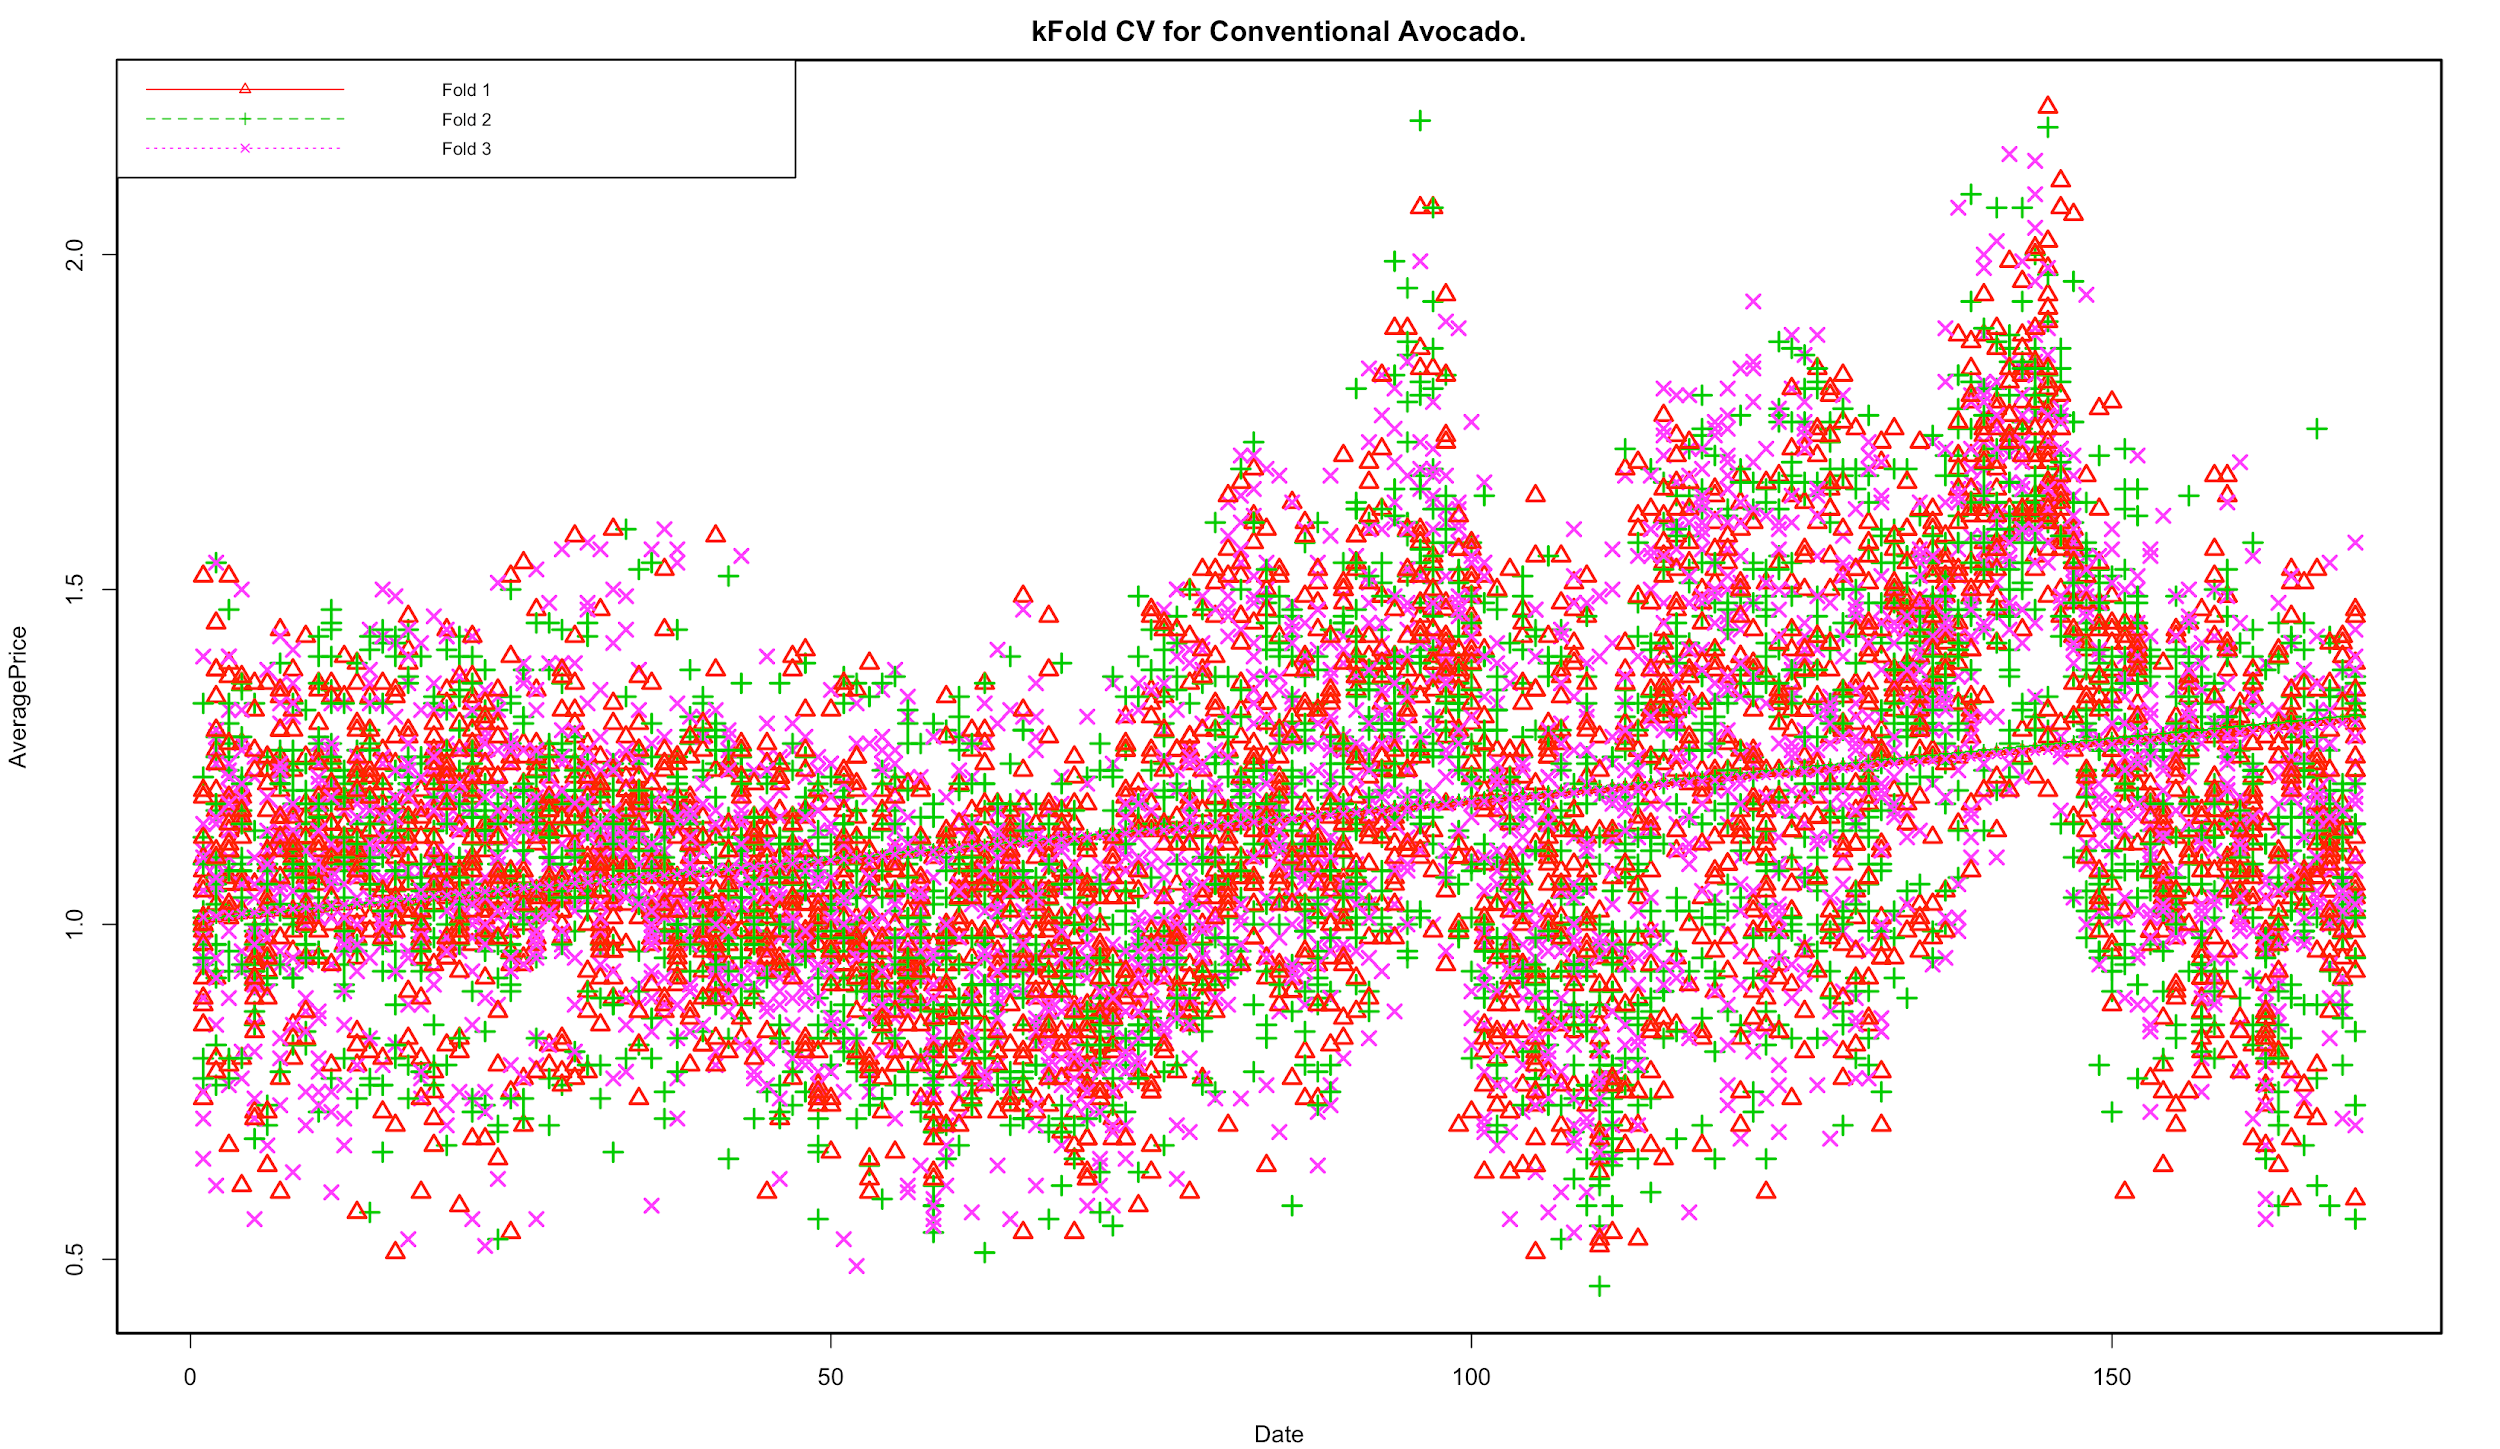 kFold CV for Conventional Avocado.
Fold 1
Fold 2
Fold 3
2.0
1.5
1.0
0.5
AveragePrice
0 50 100 150
Date